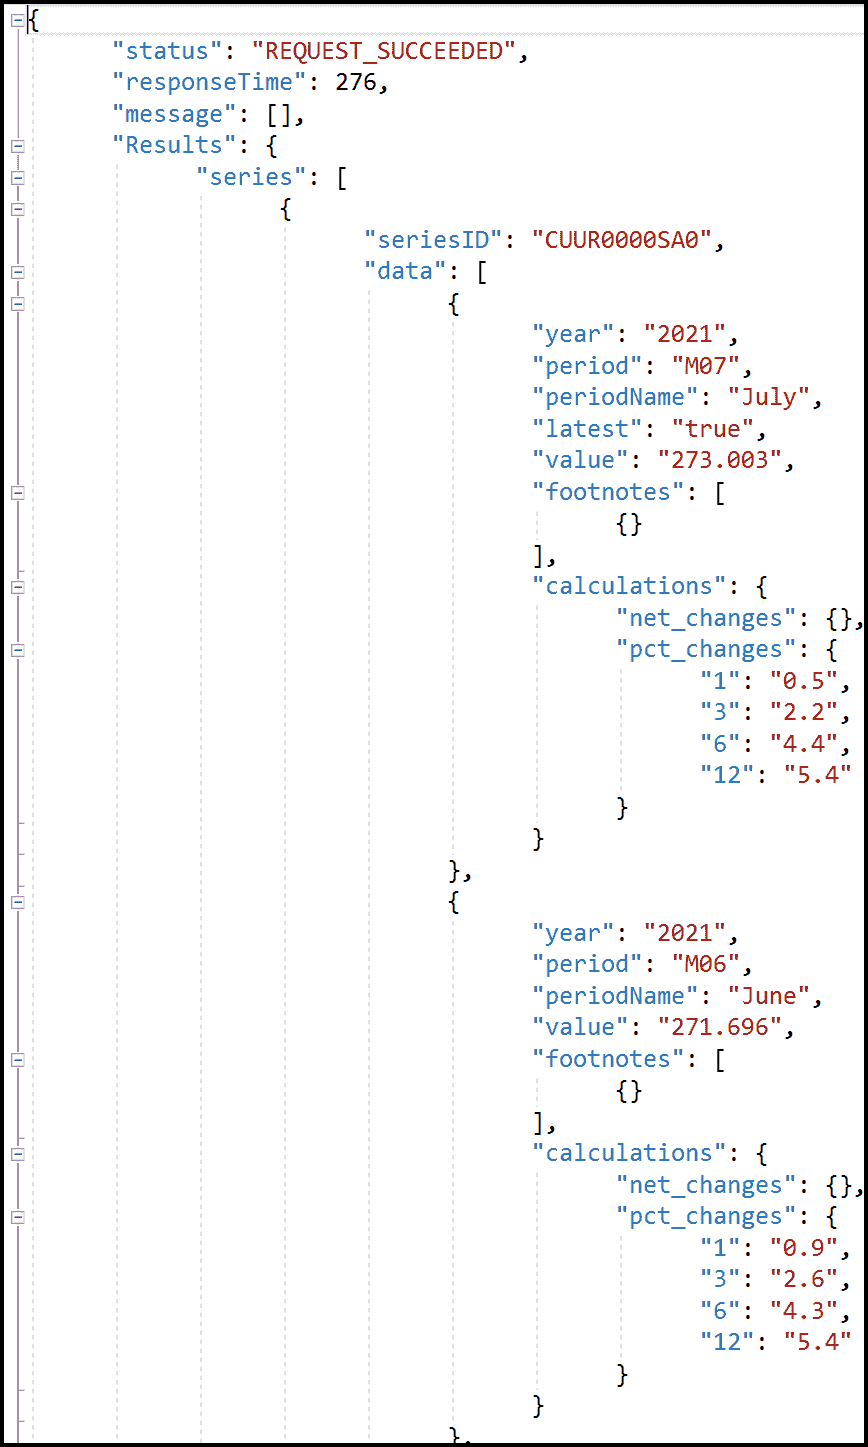 {
"status": "REQUEST_SUCCEEDED",
"responseTime": 276,
"message": [],
"Results": {
"series": [
{
"seriesID": "CUUR0000SA0",
"data": [
{
"year": "2021",
"period": "M07",
"periodName": "July",
"latest": "true",
"value": "273.003",
"footnotes": [
{}
],
"calculations": {
"net_changes": {},
"pct_changes": {
"1": "0.5",
"3": "2.2",
"6": "4.4",
"12": "5.4"
}
}
},
{
"year": "2021",
"period": "M06",
"periodName": "June",
"value": "271.696",
"footnotes": [
{}
],
"calculations": {
"net_changes": {},
"pct_changes": {
"1": "0.9",
"3": "2.6",
"6": "4.3",
"12": "5.4"
}
}
},